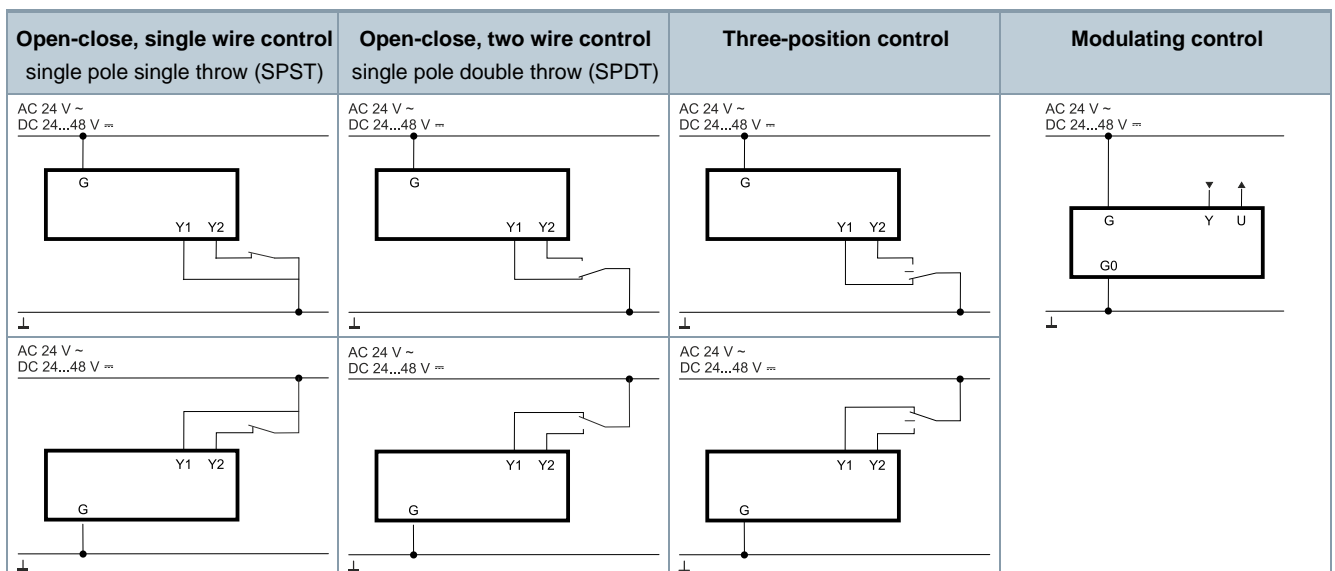 Open-close, single wire control
single pole single throw (SPST)
Open-close, two wire control
single pole double throw (SPDT)
Three-position control
Modulating control
AC 24 V ~
DC 24...48 V ⎓
G
Y1 Y2
AC 24 V ~
DC 24...48 V ⎓
G
Y1 Y2
AC 24 V ~
DC 24...48 V ⎓
G
Y1 Y2
AC 24 V ~
DC 24...48 V ⎓
G Y U
G0
AC 24 V ~
DC 24...48 V ⎓
Y1 Y2
G
AC 24 V ~
DC 24...48 V ⎓
Y1 Y2
G
AC 24 V ~
DC 24...48 V ⎓
Y1 Y2
G